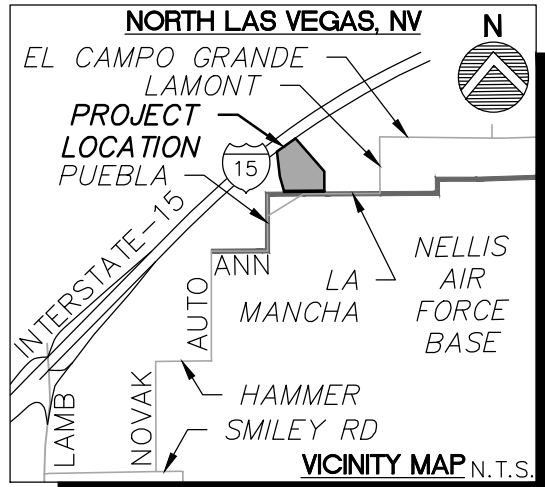 NORTH LAS VEGAS, NV
N
EL CAMPO GRANDE
LAMONT
PROJECT
LOCATION
PUEBLA
15
INTERSTATE-15
ANN
LA
MANCHA
NELLIS
AIR
FORCE
BASE
AUTO
HAMMER
NOVAK
LAMB
SMILEY RD
VICINITY MAP N.T.S.